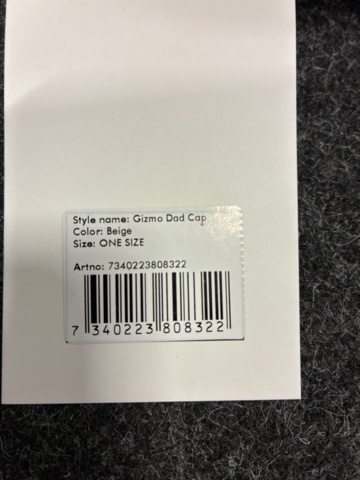 Style name: Gizmo Dad Cap
Color: Beige
Size: ONE SIZE
Artno: 7340223808322
7 340223 808322